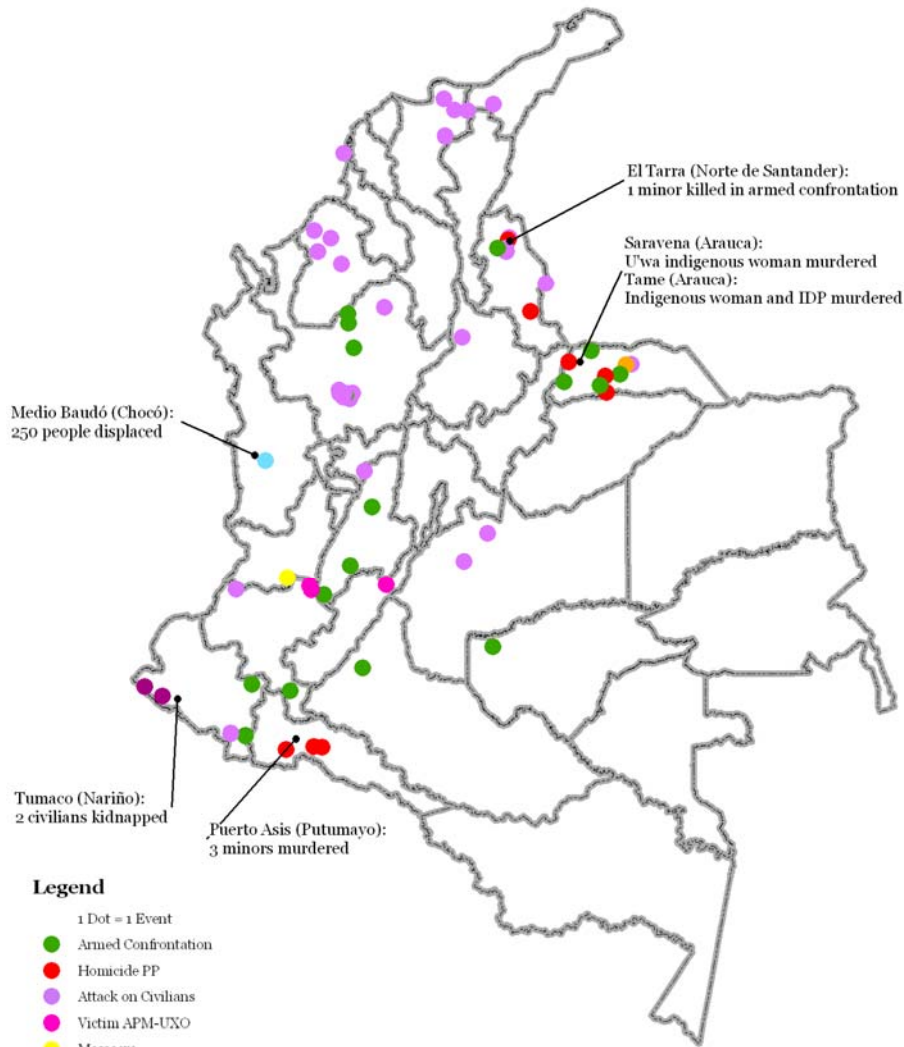 El Tarra (Norte de Santander):
1 minor killed in armed confrontation
Saravena (Arauca):
U'wa indigenous woman murdered
Tame (Arauca):
Indigenous woman and IDP murdered
Medio Baudó (Chocó):
250 people displaced
Tumaco (Nariño):
2 civilians kidnapped
Puerto Asis (Putumayo):
3 minors murdered
Legend
1 Dot = 1 Event
Armed Confrontation
Homicide PP
Attack on Civilians
Victim APM-UXO